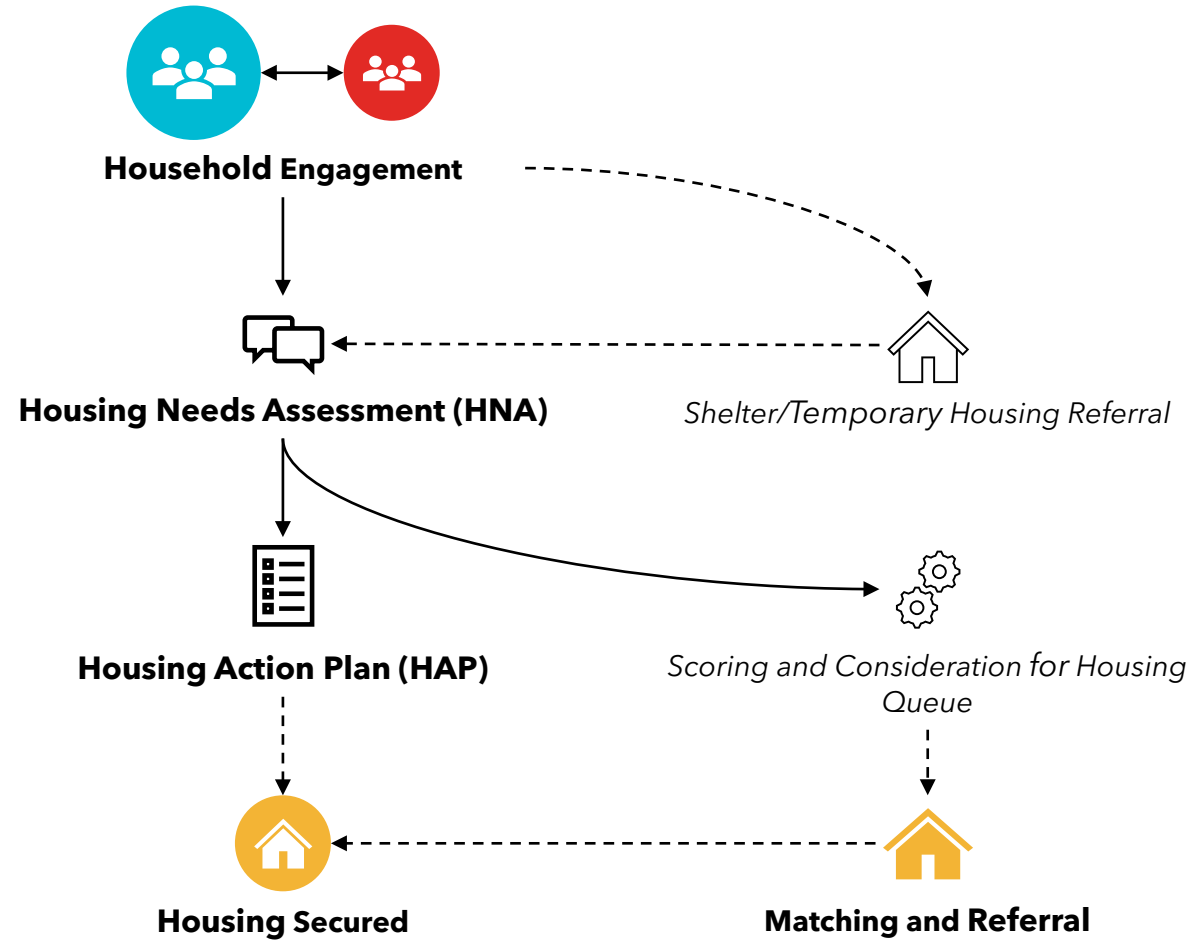 Household Engagement
Housing Needs Assessment (HNA)
Shelter/Temporary Housing Referral
Housing Action Plan (HAP)
Scoring and Consideration for Housing
Queue
Housing Secured
Matching and Referral